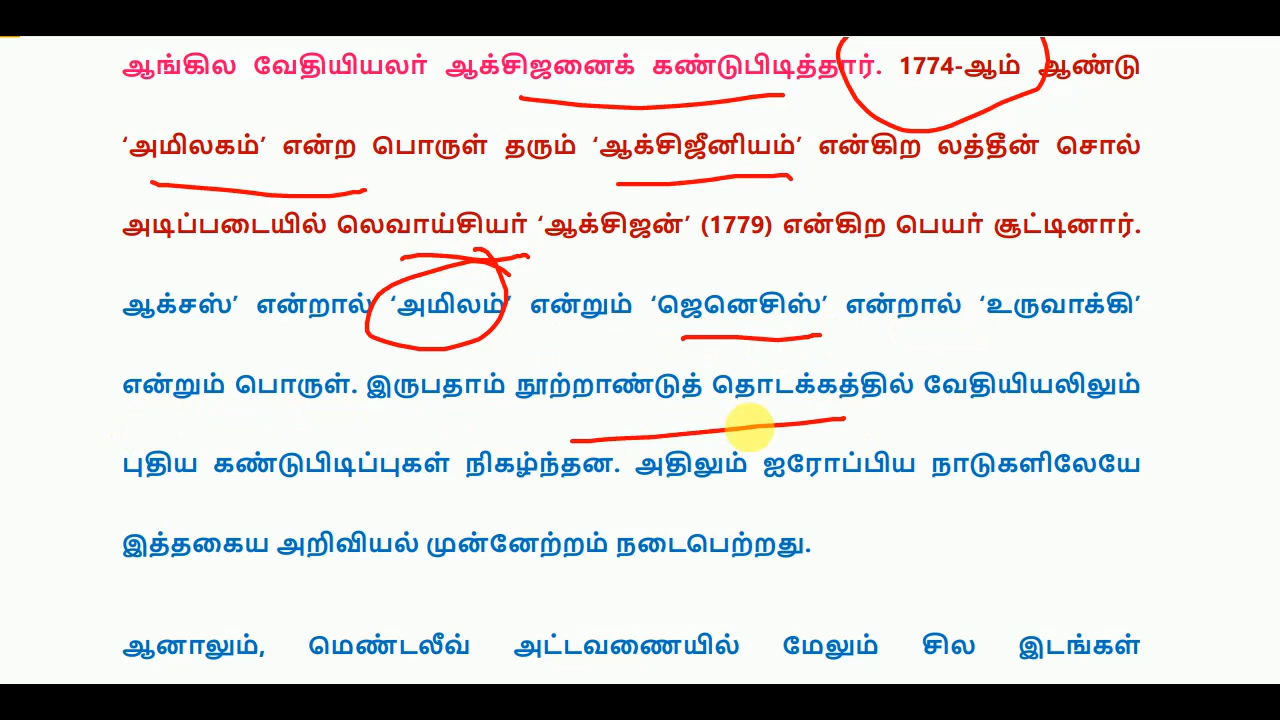 ஆங்கில வேதியியலர் ஆக்சிஜனைக் கண்டுபிடித்தார். 1774-ஆம் ஆண்டு
‘அமிலகம்’ என்ற பொருள் தரும் ‘ஆக்சிஜீனியம்’ என்கிற லத்தீன் சொல்
அடிப்படையில் லெவாய்சியர் ‘ஆக்சிஜன்’ (1779) என்கிற பெயர் சூட்டினார்.
ஆக்சஸ்’ என்றால் ‘அமிலம்’ என்றும் ‘ஜெனெசிஸ்’ என்றால் ‘உருவாக்கி’
என்றும் பொருள். இருபதாம் நூற்றாண்டுத் தொடக்கத்தில் வேதியியலிலும்
புதிய கண்டுபிடிப்புகள் நிகழ்ந்தன. அதிலும் ஐரோப்பிய நாடுகளிலேயே
இத்தகைய அறிவியல் முன்னேற்றம் நடைபெற்றது.
ஆனாலும், மெண்டலீவ் அட்டவணையில் மேலும் சில இடங்கள்